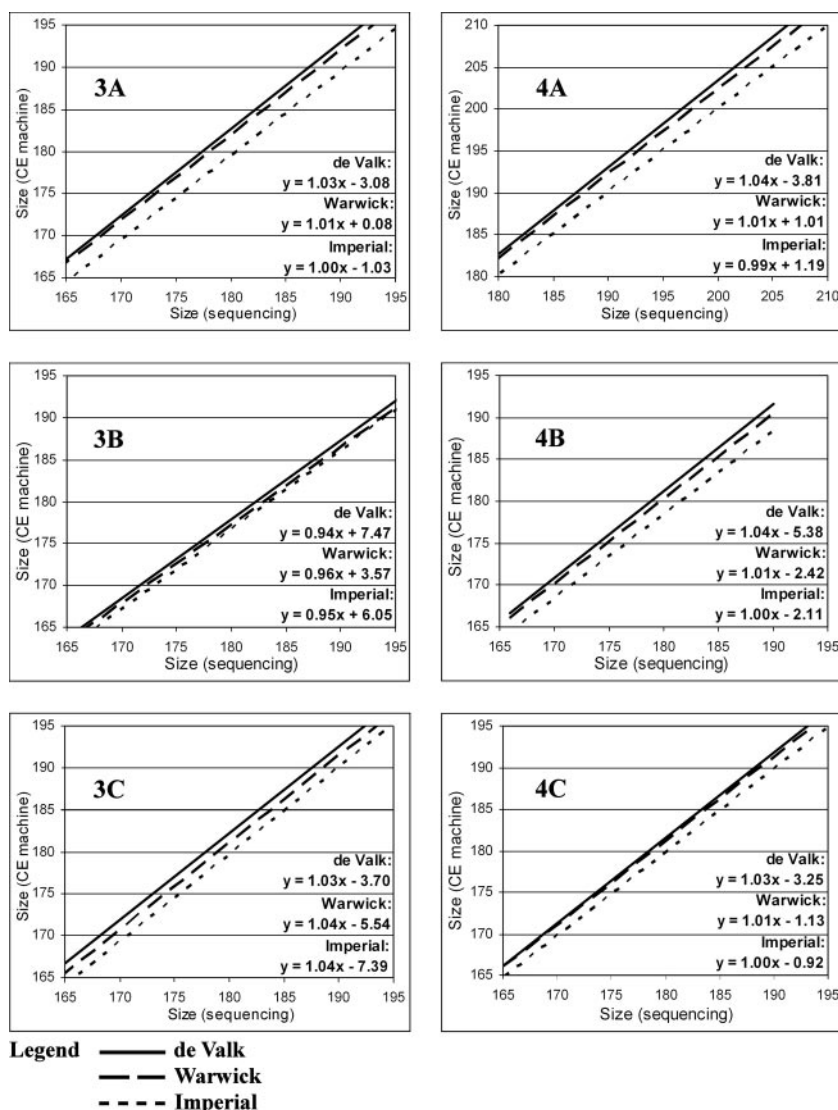 195
190
185
180
175
170
165
Size (CE machine)
3A
de Valk:
y = 1.03x - 3.08
Warwick:
y = 1.01x + 0.08
Imperial:
y = 1.00x - 1.03
165 170 175 180 185 190 195
Size (sequencing)
210
205
200
195
190
185
180
Size (CE machine)
4A
de Valk:
y = 1.04x - 3.81
Warwick:
y = 1.01x + 1.01
Imperial:
y = 0.99x + 1.19
180 185 190 195 200 205 210
Size (sequencing)
195
190
185
180
175
170
165
Size (CE machine)
3B
de Valk:
y = 0.94x + 7.47
Warwick:
y = 0.96x + 3.57
Imperial:
y = 0.95x + 6.05
165 170 175 180 185 190 195
Size (sequencing)
195
190
185
180
175
170
165
Size (CE machine)
4B
de Valk:
y = 1.04x - 5.38
Warwick:
y = 1.01x - 2.42
Imperial:
y = 1.00x - 2.11
165 170 175 180 185 190 195
Size (sequencing)
195
190
185
180
175
170
165
Size (CE machine)
3C
de Valk:
y = 1.03x - 3.70
Warwick:
y = 1.04x - 5.54
Imperial:
y = 1.04x - 7.39
165 170 175 180 185 190 195
Size (sequencing)
195
190
185
180
175
170
165
Size (CE machine)
4C
de Valk:
y = 1.03x - 3.25
Warwick:
y = 1.01x - 1.13
Imperial:
y = 1.00x - 0.92
165 170 175 180 185 190 195
Size (sequencing)
Legend de Valk
Warwick
Imperial